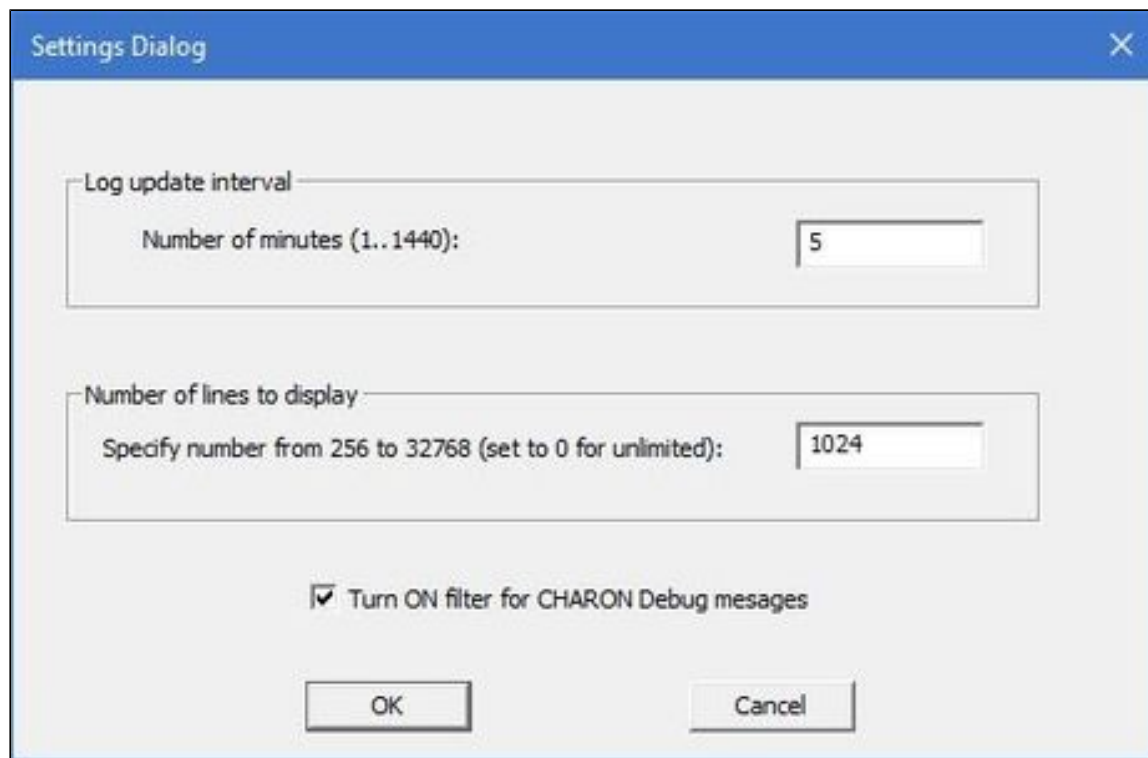 Settings Dialog
Log update interval
Number of minutes (1..1440):
5
Number of lines to display
Specify number from 256 to 32768 (set to 0 for unlimited):
1024
Turn ON filter for CHARON Debug mesages
OK
Cancel